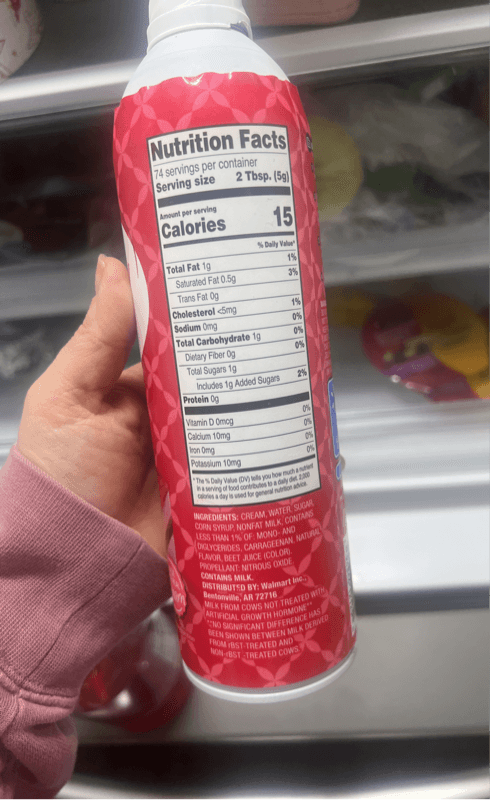 Nutrition Facts
74 servings per container
Serving size 2 Tbsp. (5g)
Amount per serving
Calories 15
% Daily Value*
Total Fat 1g 1%
Saturated Fat 0.5g 3%
Trans Fat 0g
Cholesterol <5mg 1%
Sodium 0mg 0%
Total Carbohydrate 1g 0%
Dietary Fiber 0g 0%
Total Sugars 1g
Includes 1g Added Sugars 2%
Protein 0g
Vitamin D 0mcg 0%
Calcium 10mg 0%
Iron 0mg 0%
Potassium 10mg 0%
*The % Daily Value (DV) tells you how much a nutrient
in a serving of food contributes to a daily diet. 2,000
calories a day is used for general nutrition advice.
INGREDIENTS: CREAM, WATER, SUGAR,
CORN SYRUP, NONFAT MILK, CONTAINS
LESS THAN 1% OF: MONO- AND
DIGLYCERIDES, CARRAGEENAN, NATURAL
FLAVOR, BEET JUICE (COLOR).
PROPELLANT: NITROUS OXIDE.
CONTAINS MILK.
DISTRIBUTED BY: Walmart Inc.,
Bentonville, AR 72716
MILK FROM COWS NOT TREATED WITH
ARTIFICIAL GROWTH HORMONE**
**NO SIGNIFICANT DIFFERENCE HAS
BEEN SHOWN BETWEEN MILK DERIVED
FROM rBST-TREATED AND
NON-rBST-TREATED COWS